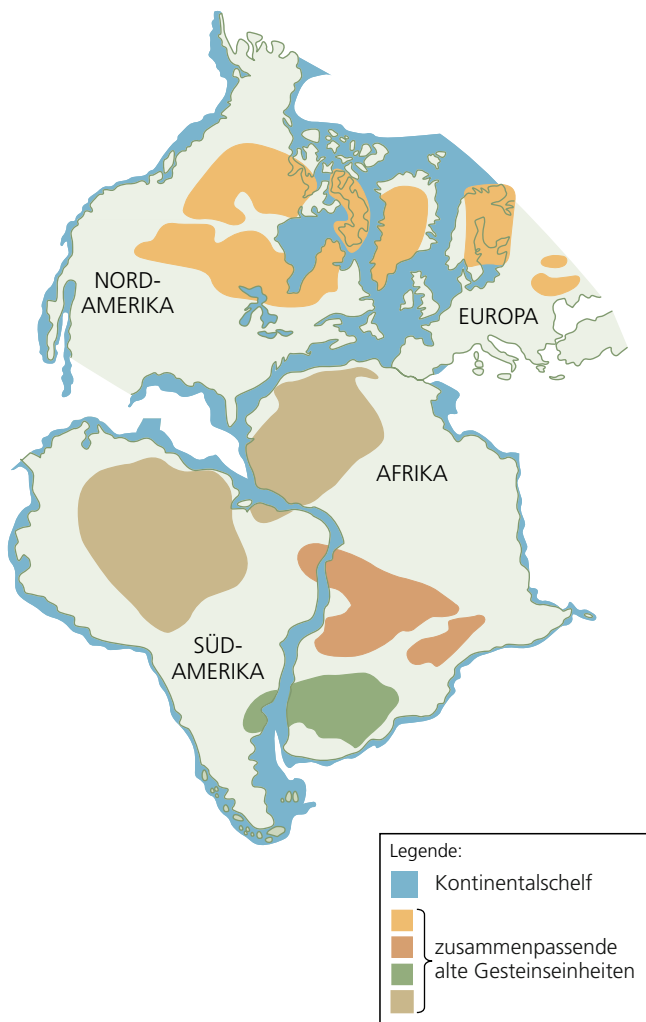 NORD-
AMERIKA
EUROPA
AFRIKA
SÜD-
AMERIKA
Legende:
Kontinentalschelf
zusammenpassende
alte Gesteinseinheiten